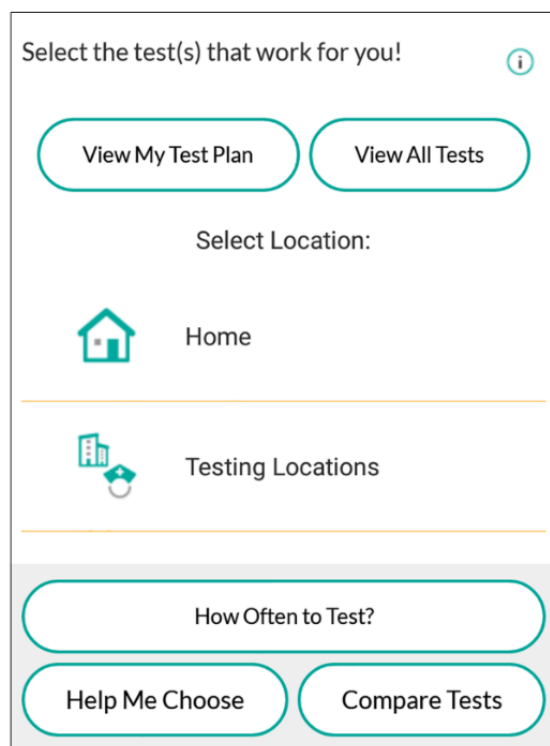 Select the test(s) that work for you!
i
View My Test Plan
View All Tests
Select Location:
Home
Testing Locations
How Often to Test?
Help Me Choose
Compare Tests